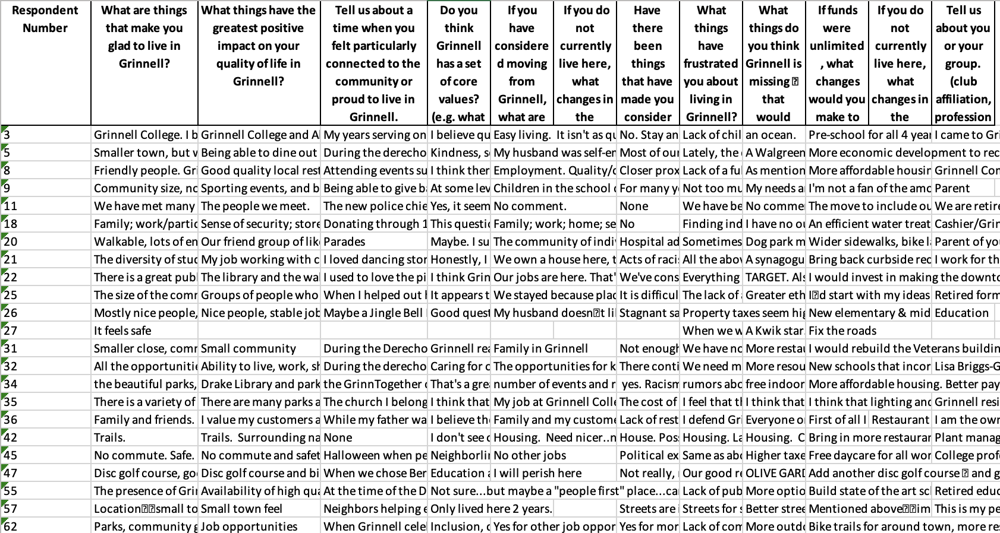 Respondent
Number
What are things
that make you
glad to live in
Grinnell?
What things have the
greatest positive
impact on your
quality of life in
Grinnell?
Tell us about a
time when you
felt particularly
connected to the
community or
proud to live in
Grinnell.
Do you
think
Grinnell
has a set
of core
values?
(e.g. what
If you
have
considere
d moving
from
Grinnell,
what are
If you do
not
currently
live here,
what
changes in
the
Have
there
been
things
that have
made you
consider
What
things
have
frustrated
you about
living in
Grinnell?
What
things do
you think
Grinnell is
missing
that
would
If funds
were
unlimited
, what
changes
would you
make to
If you do
not
currently
live here,
what
changes in
the
Tell us
about you
or your
group.
(club
affiliation,
profession
3 Grinnell College. I b Grinnell College and A My years serving on I believe qu Easy living. It isn't as qu No. Stay an Lack of chil an ocean. Pre-school for all 4 year I came to Gri
5 Smaller town, but w Being able to dine out During the derecho Kindness, s My husband was self-em Most of our Lately, the A Walgreen More economic development to rec
8 Friendly people. Gri Good quality local rest Attending events su I think ther Employment. Quality/c Closer prox Lack of a ful As mention More affordable housin Grinnell Con
9 Community size, no Sporting events, and b Being able to give b At some lev Children in the school For many y Not too mu My needs a I'm not a fan of the amo Parent
11 We have met many The people we meet. The new police chie Yes, it seem No comment. None We have be No comme The move to include ou We are retire
18 Family; work/partic Sense of security; store Donating through 1 This questi Family; work; home; se No Finding ind I have no o An efficient water treat Cashier/Grin
20 Walkable, lots of en Our friend group of lik Parades Maybe. I su The community of indi Hospital ad Sometimes Dog park m Wider sidewalks, bike l Parent of yo
21 The diversity of stud My job working with c I loved dancing stor Honestly, I We own a house here, t Acts of raci All the abov A synagogu Bring back curbside rec I work for th
22 There is a great publ The library and the wal I used to love the pi I think Grin Our jobs are here. That' We've cons Everything TARGET. Als I would invest in making the downto
25 The size of the comm Groups of people who When I helped out It appears t We stayed because plac It is difficul The lack of Greater eth I d start with my ideas Retired form
26 Mostly nice people, Nice people, stable job Maybe a Jingle Bell Good quest My husband doesn t li Stagnant sa Property taxes seem hig New elementary & mid Education
27 It feels safe When we w A Kwik star Fix the roads
31 Smaller close, comm Small community During the Derecho Grinnell rea Family in Grinnell Not enough We have no More restau I would rebuild the Veterans buildin
32 All the opportunitie Ability to live, work, sh During the derecho Caring for o The opportunities for k There conti We need m More resou New schools that incor Lisa Briggs-G
34 the beautiful parks, Drake Library and park the GrinnTogether That's a grea number of events and r yes. Racism rumors abo free indoor More affordable housing. Better pay
35 There is a variety of There are many parks a The church I belong I think that My job at Grinnell Colle The cost of I feel that th I think that I think that lighting and Grinnell resi
36 Family and friends. I value my customers a While my father wa I believe the Family and my custome Lack of rest I defend Gri Everyone o First of all I Restaurant I am the own
42 Trails. Trails. Surrounding na None I don't see Housing. Need nicer..n House. Pos Housing. La Housing. C Bring in more restaurar Plant manag
45 No commute. Safe. No commute and safet Halloween when pe Neighborlin No other jobs Political ex Same as abo Higher taxe Free daycare for all wor College prof
47 Disc golf course, goo Disc golf course and bi When we chose Ber Education a I will perish here Not really, Our good re OLIVE GARD Add another disc golf course and g
55 The presence of Grin Availability of high qua At the time of the D Not sure...but maybe a "people first" place...ca Lack of pub More optio Build state of the art sc Retired educ
57 Location small to Small town feel Neighbors helping e Only lived here 2 years. Streets are Streets for s Better stree Mentioned above im This is my pe
62 Parks, community g Job opportunities When Grinnell cele Inclusion, c Yes for other job oppor Yes for mor Lack of com More outdo Bike trails for around town, more res